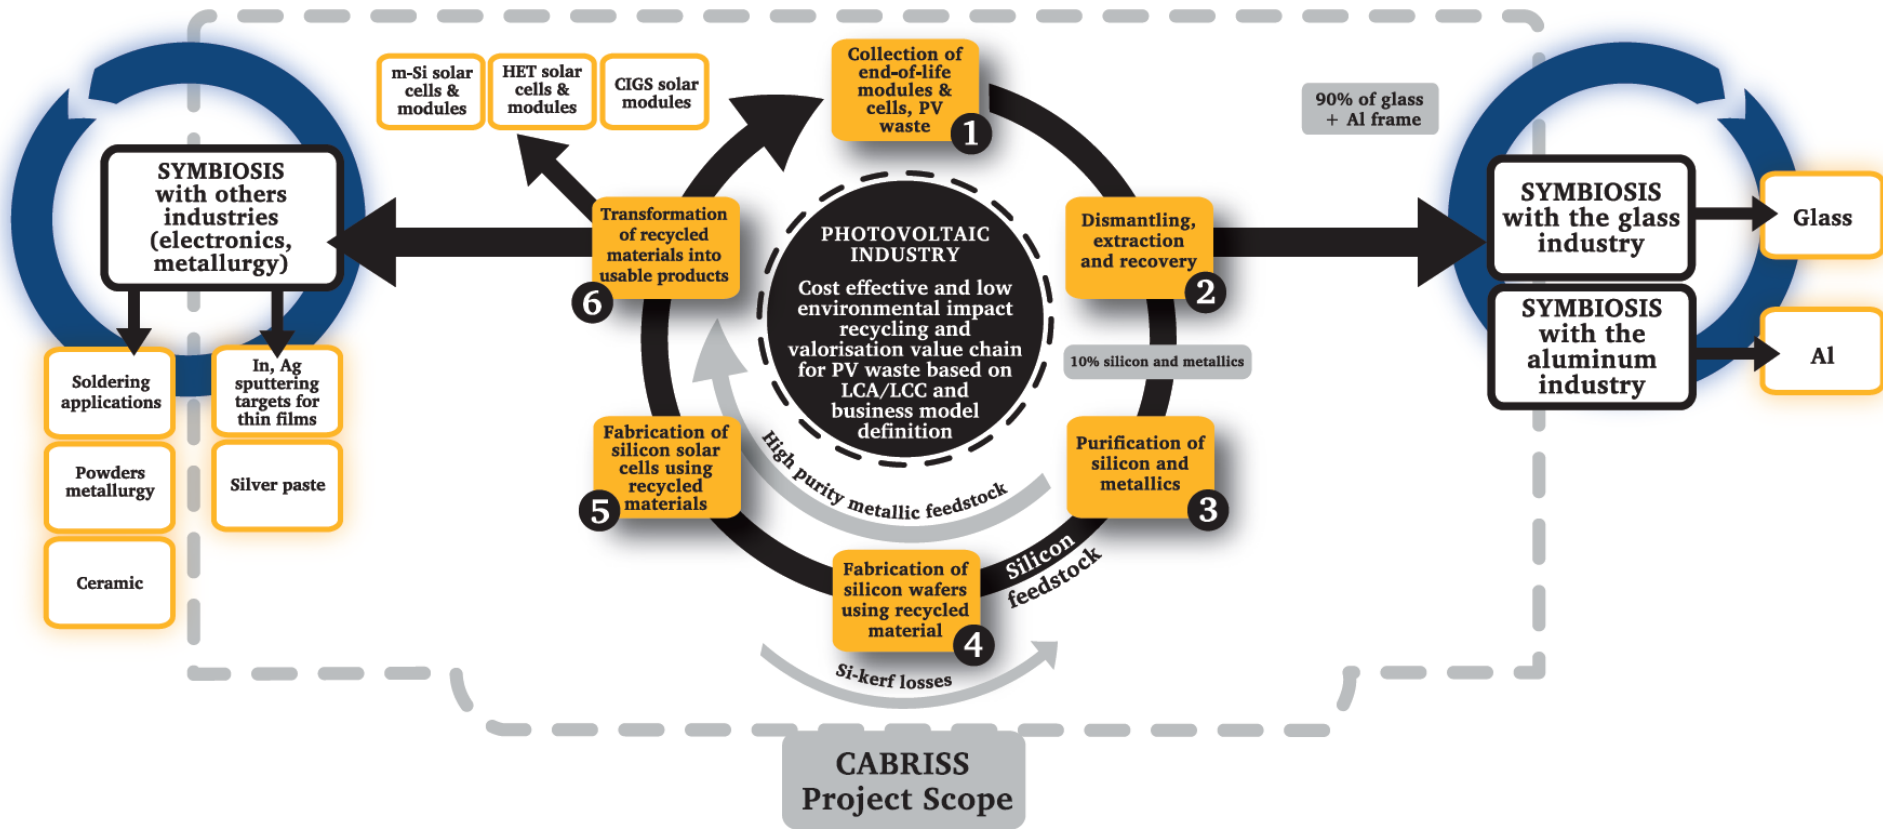 m-Si solar
cells &
modules
HET solar
cells &
modules
CIGS solar
modules
Collection of
end-of-life
modules &
cells, PV
waste
1
90% of glass
+ Al frame
SYMBIOSIS
with others
industries
(electronics,
metallurgy)
Transformation
of recycled
materials into
usable products
6
PHOTOVOLTAIC
INDUSTRY
Cost effective and low
environmental impact
recycling and
valorisation value chain
for PV waste based on
LCA/LCC and
business model
definition
Dismantling,
extraction
and recovery
2
SYMBIOSIS
with the glass
industry
Glass
SYMBIOSIS
with the
aluminum
industry
Al
10% silicon and metallics
Soldering
applications
In, Ag
sputtering
targets for
thin films
Powders
metallurgy
Silver paste
Ceramic
Fabrication of
silicon solar
cells using
recycled
materials
5
High purity metallic feedstock
Purification of
silicon and
metallics
3
Silicon
feedstock
Fabrication of
silicon wafers
using recycled
material
4
Si-kerf losses
CABRISS
Project Scope